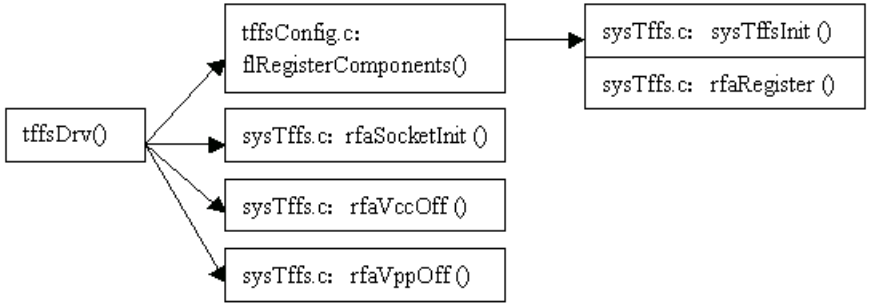 tffsDrv()
tffsConfig.c:
flRegisterComponents()
sysTffs.c: rfaSocketInit ()
sysTffs.c: rfaVccOff ()
sysTffs.c: rfaVppOff ()
sysTffs.c: sysTffsInit ()
sysTffs.c: rfaRegister ()